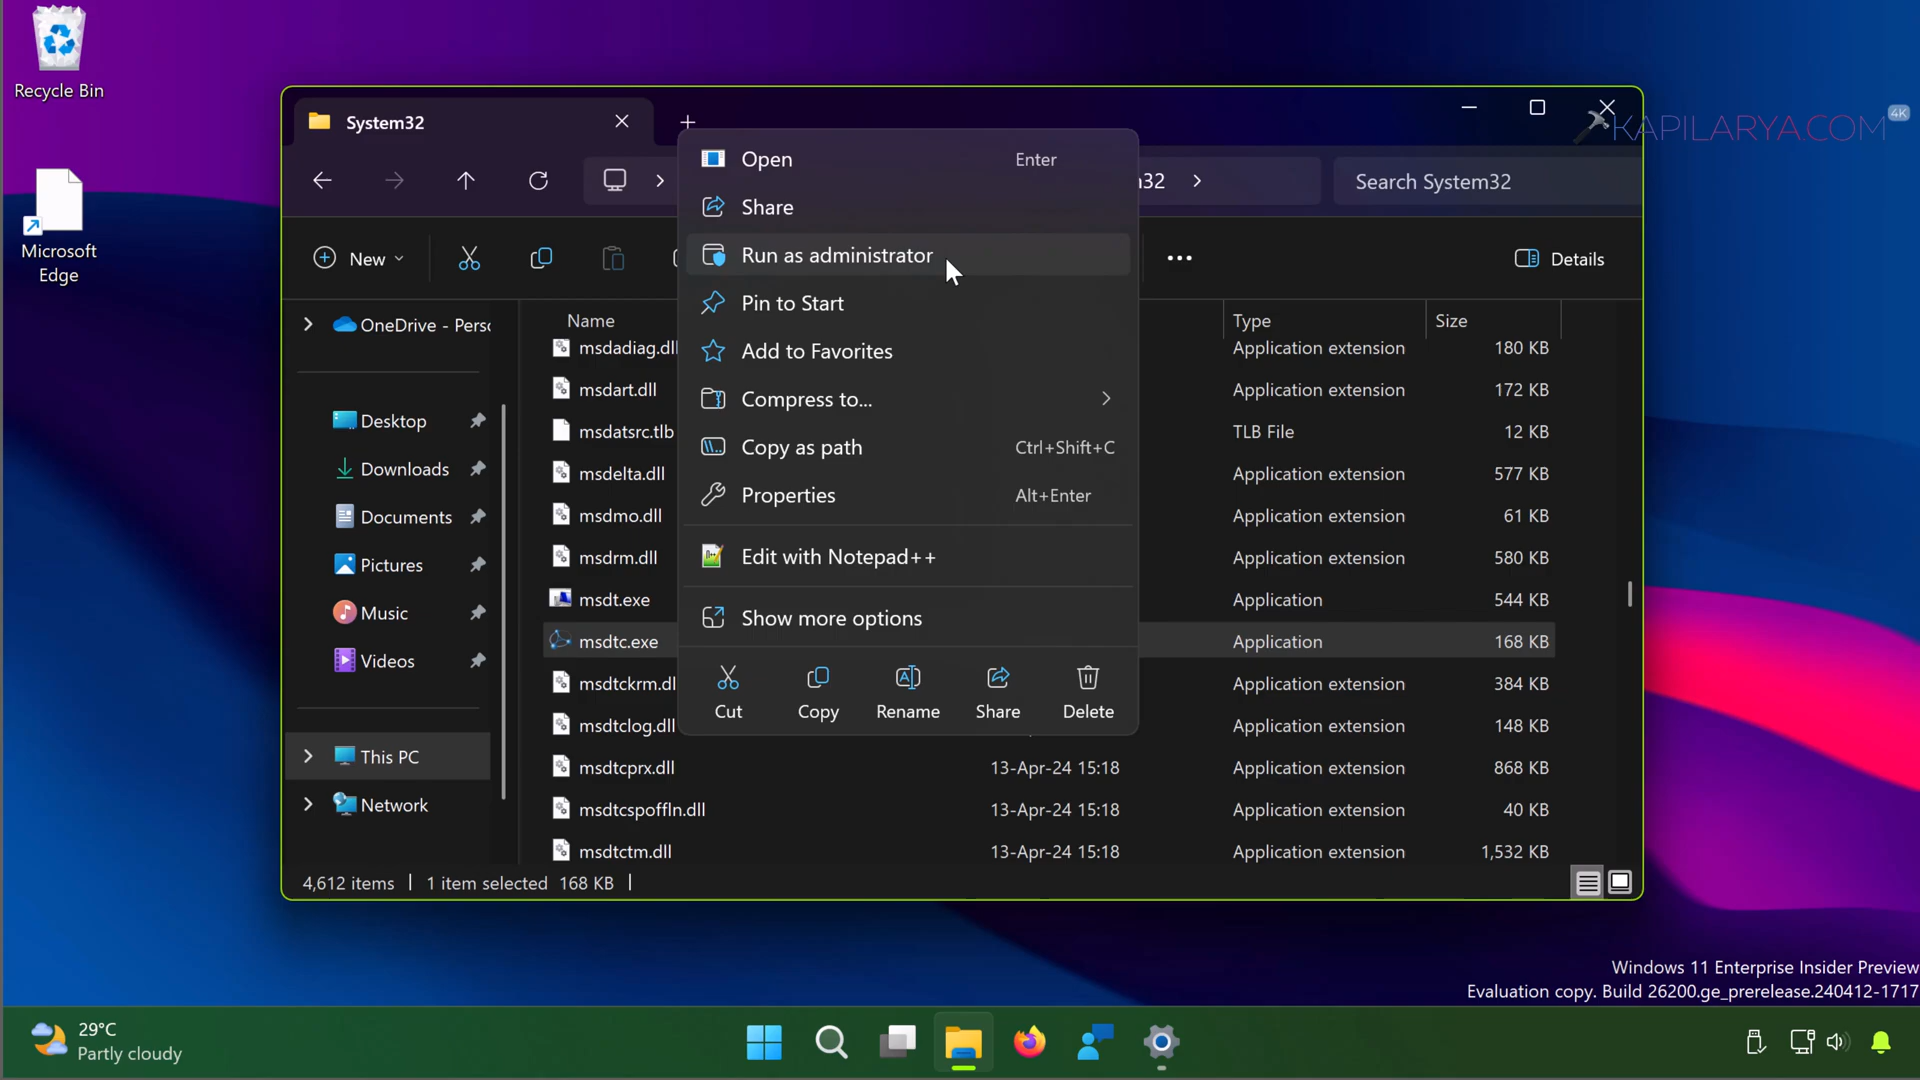 Recycle Bin
Microsoft
Edge
System32
KAPILARYA.COM
4K
32
Search System32
New
Details
Open Enter
Share
Run as administrator
Pin to Start
Add to Favorites
Compress to...
Copy as path Ctrl+Shift+C
Properties Alt+Enter
Edit with Notepad++
Show more options
Cut Copy Rename Share Delete
OneDrive - Perso
Desktop
Downloads
Documents
Pictures
Music
Videos
This PC
Network
Name Type Size
msdadiag.dll Application extension 180 KB
msdart.dll Application extension 172 KB
msdatsrc.tlb TLB File 12 KB
msdelta.dll Application extension 577 KB
msdmo.dll Application extension 61 KB
msdrm.dll Application extension 580 KB
msdt.exe Application 544 KB
msdtc.exe Application 168 KB
msdtckrm.dl Application extension 384 KB
msdtclog.dll Application extension 148 KB
msdtcprx.dll 13-Apr-24 15:18 Application extension 868 KB
msdtcspoffln.dll 13-Apr-24 15:18 Application extension 40 KB
msdtctm.dll 13-Apr-24 15:18 Application extension 1,532 KB
4,612 items 1 item selected 168 KB
Windows 11 Enterprise Insider Preview
Evaluation copy. Build 26200.ge_prerelease.240412-1717
29°C
Partly cloudy